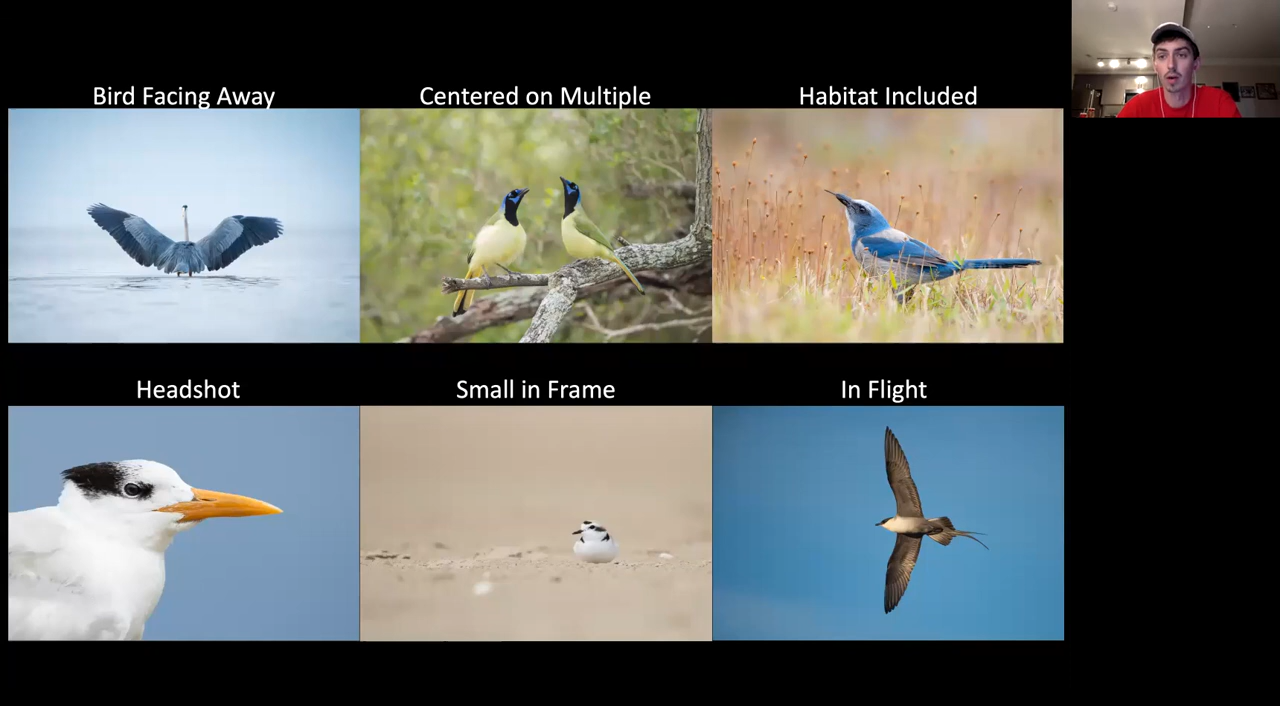 Bird Facing Away
Centered on Multiple
Habitat Included
Headshot
Small in Frame
In Flight